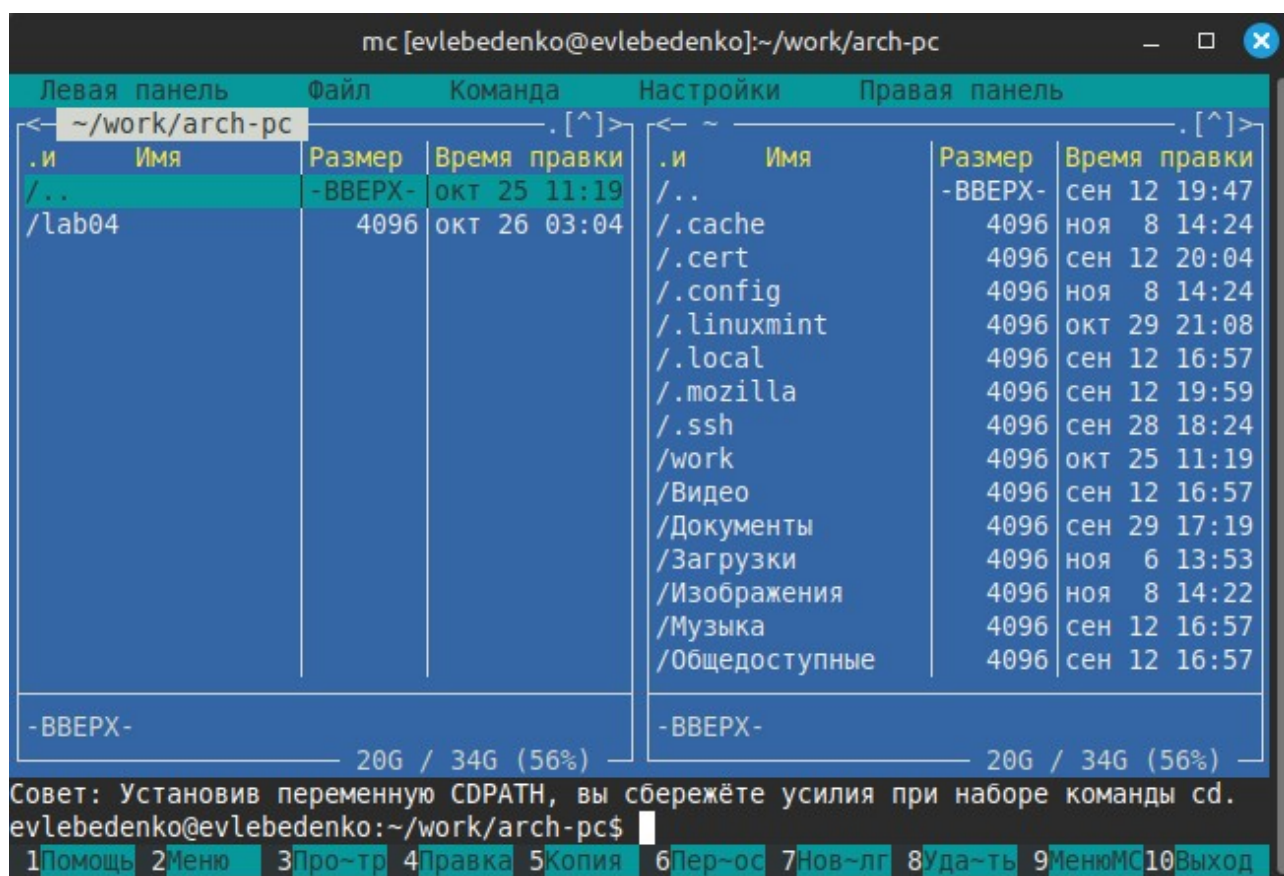 mc [evlebedenko@evlebedenko]:~/work/arch-pc
Левая панель Файл Команда Настройки Правая панель
<— ~/work/arch-pc .[^]> <— ~ .[^]>
.и Имя Размер Время правки .и Имя Размер Время правки
/.. -ВВЕРХ- окт 25 11:19 /.. -ВВЕРХ- сен 12 19:47
/lab04 4096 окт 26 03:04 /.cache 4096 ноя 8 14:24
/.cert 4096 сен 12 20:04
/.config 4096 ноя 8 14:24
/.linuxmint 4096 окт 29 21:08
/.local 4096 сен 12 16:57
/.mozilla 4096 сен 12 19:59
/.ssh 4096 сен 28 18:24
/work 4096 окт 25 11:19
/Видео 4096 сен 12 16:57
/Документы 4096 сен 29 17:19
/Загрузки 4096 ноя 6 13:53
/Изображения 4096 ноя 8 14:22
/Музыка 4096 сен 12 16:57
/Общедоступные 4096 сен 12 16:57
-ВВЕРХ- -ВВЕРХ-
20G / 34G (56%) 20G / 34G (56%)
Совет: Установив переменную CDPATH, вы сбережёте усилия при наборе команды cd.
evlebedenko@evlebedenko:~/work/arch-pc$
1Помощь 2Меню 3Про~тр 4Правка 5Копия 6Пер~ос 7Нов~лг 8Уда~ть 9МенюMC 10Выход